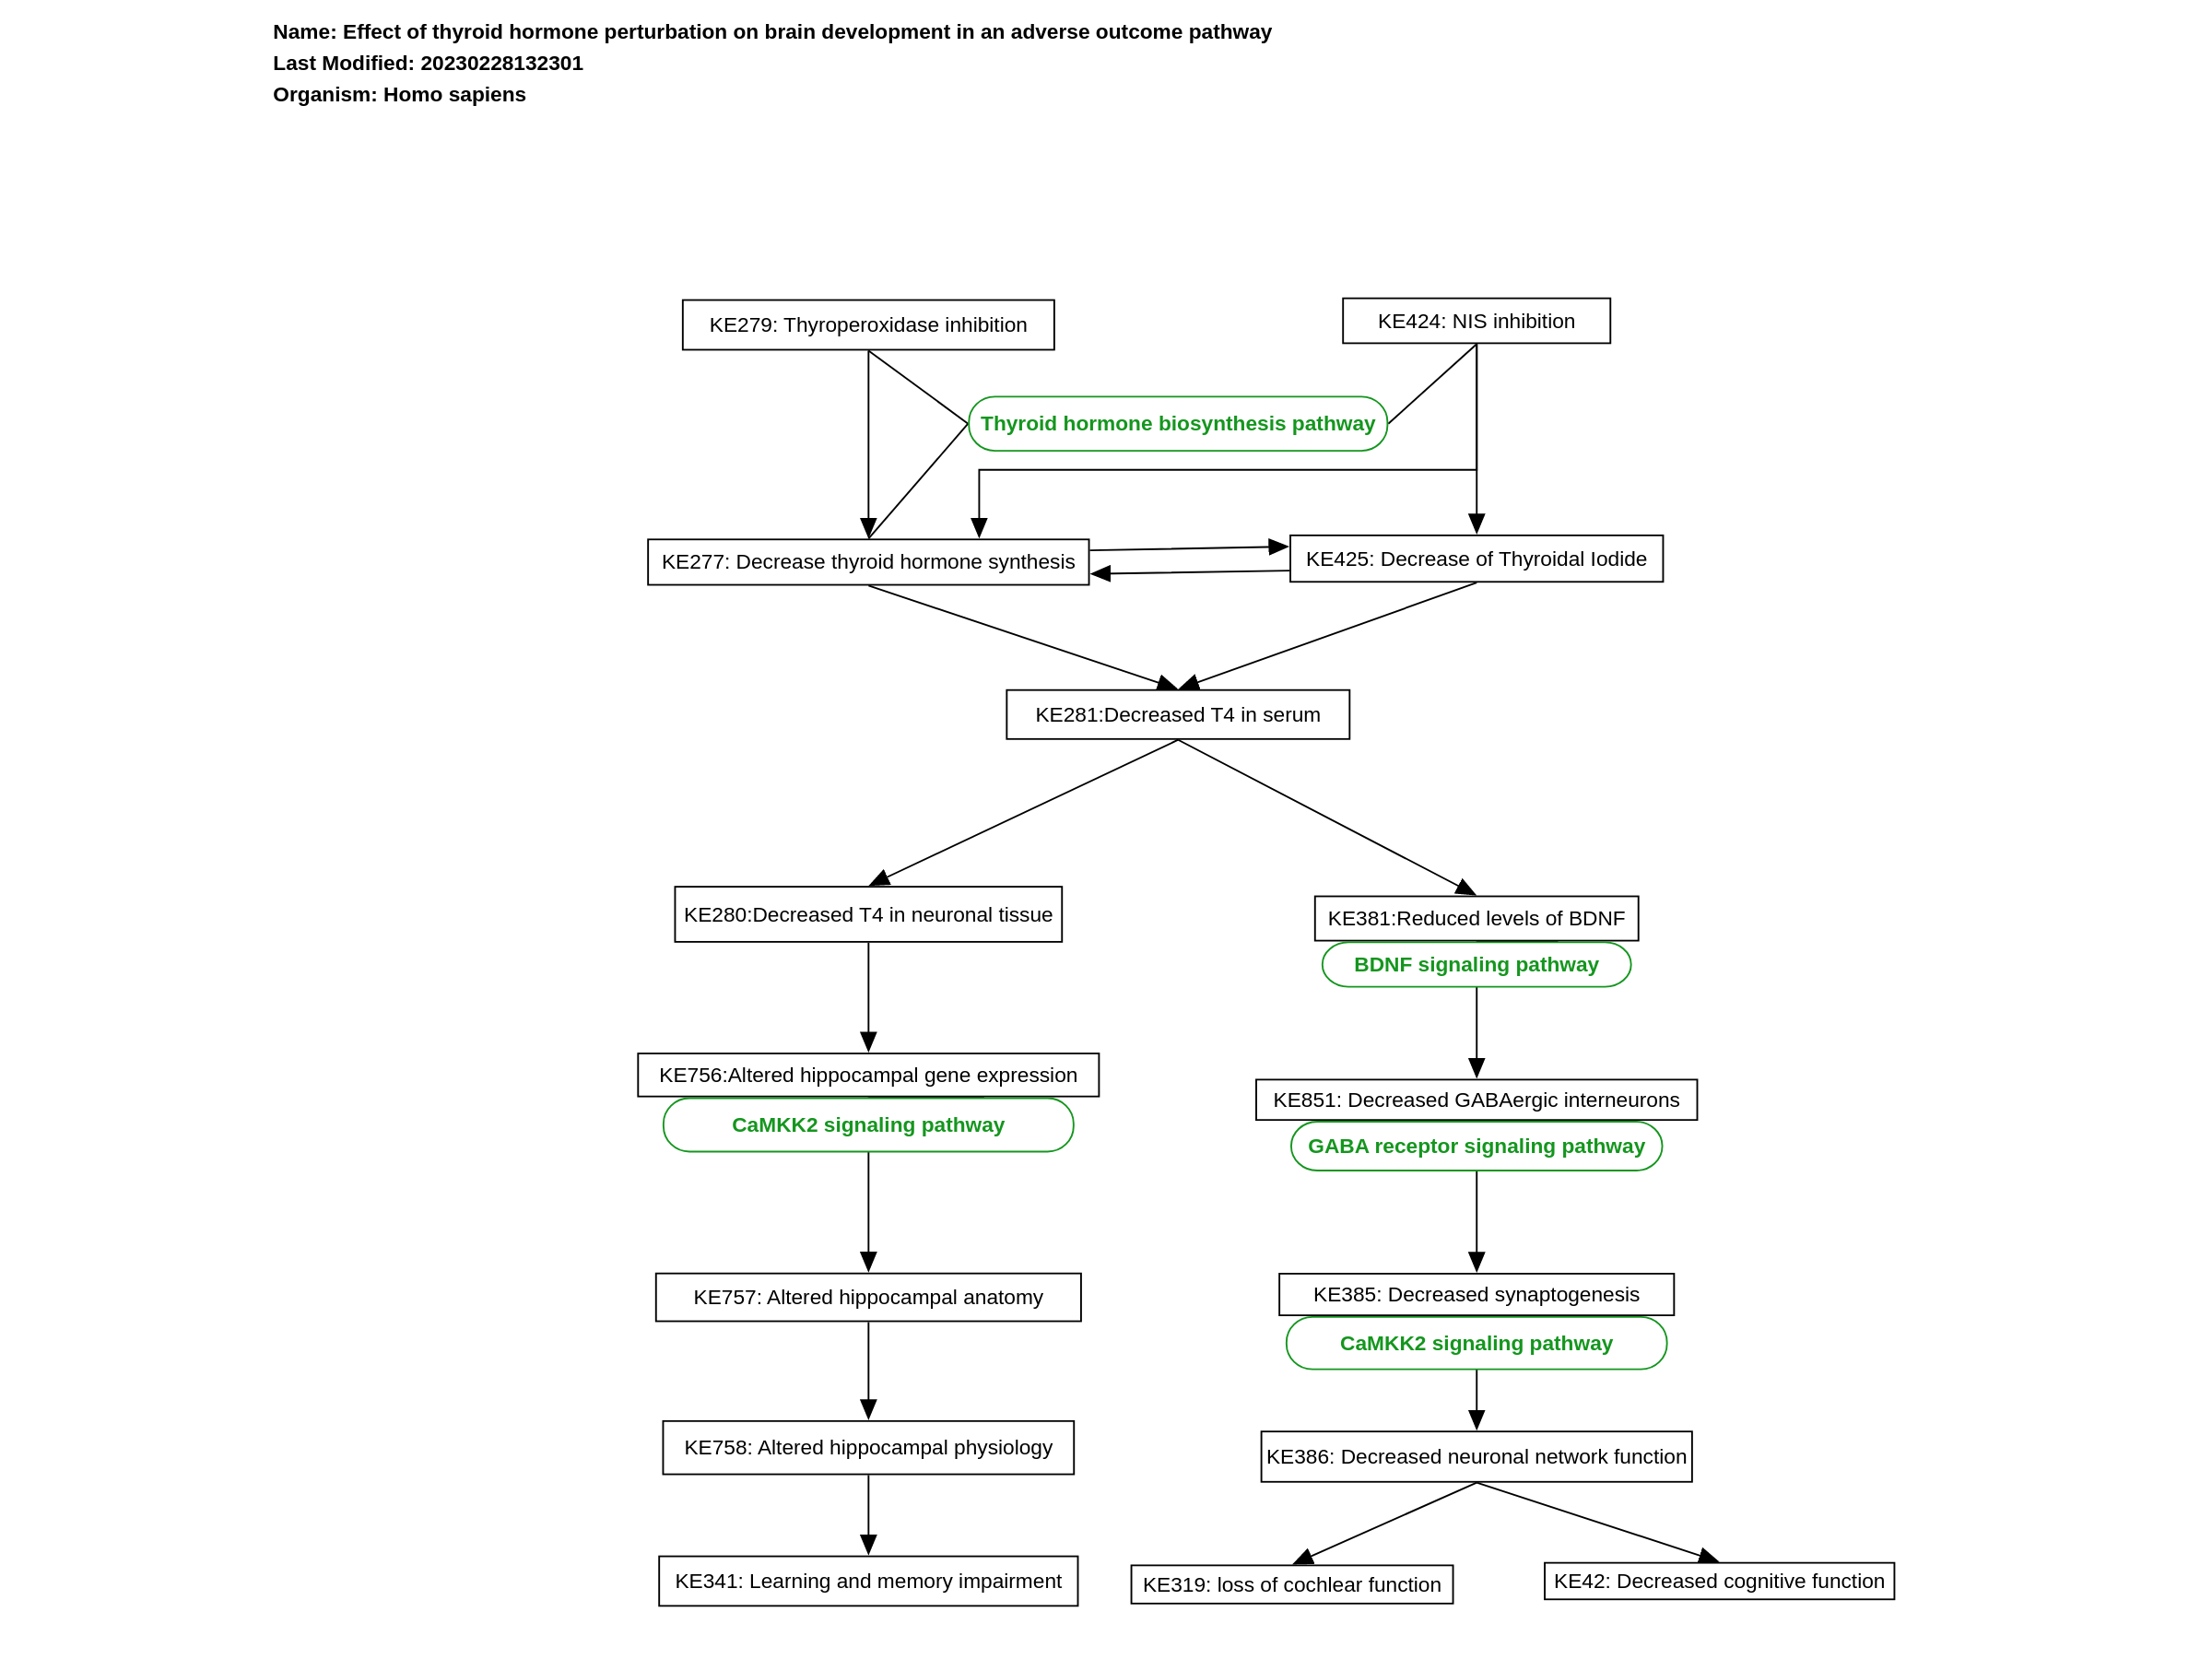 Name: Effect of thyroid hormone perturbation on brain development in an adverse outcome pathway
Last Modified: 20230228132301
Organism: Homo sapiens
KE279: Thyroperoxidase inhibition
KE424: NIS inhibition
Thyroid hormone biosynthesis pathway
KE277: Decrease thyroid hormone synthesis
KE425: Decrease of Thyroidal Iodide
KE281:Decreased T4 in serum
KE280:Decreased T4 in neuronal tissue
KE381:Reduced levels of BDNF
BDNF signaling pathway
KE756:Altered hippocampal gene expression
KE851: Decreased GABAergic interneurons
CaMKK2 signaling pathway
GABA receptor signaling pathway
KE757: Altered hippocampal anatomy
KE385: Decreased synaptogenesis
CaMKK2 signaling pathway
KE758: Altered hippocampal physiology
KE386: Decreased neuronal network function
KE341: Learning and memory impairment
KE319: loss of cochlear function
KE42: Decreased cognitive function